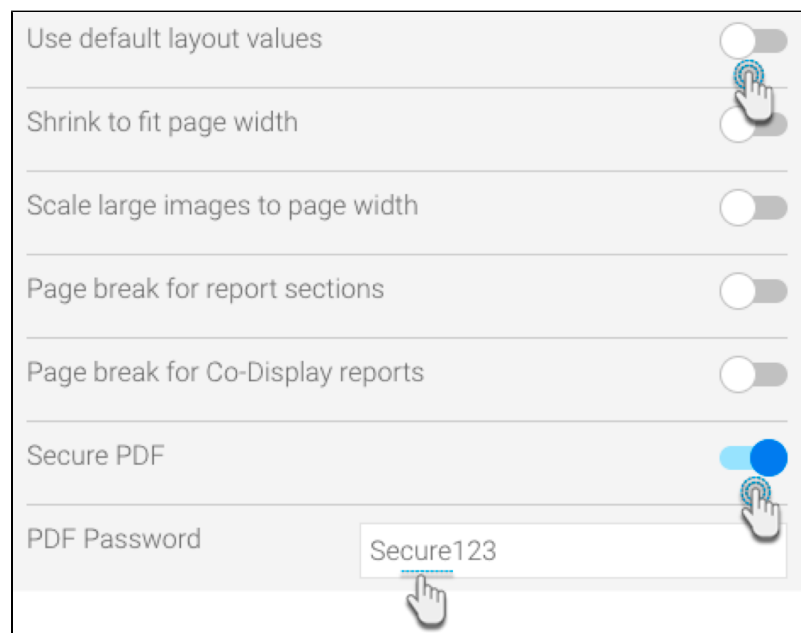 Use default layout values
Shrink to fit page width
Scale large images to page width
Page break for report sections
Page break for Co-Display reports
Secure PDF
PDF Password
Secure123